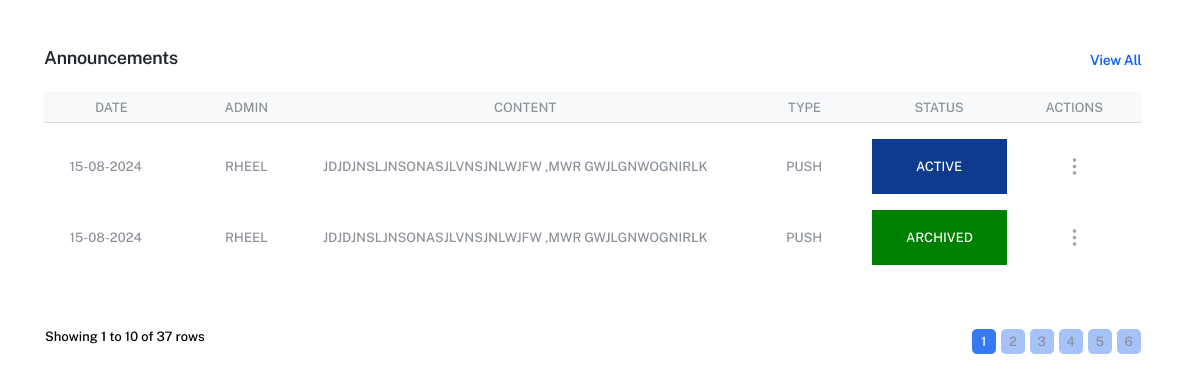 Announcements
View All
DATE ADMIN CONTENT TYPE STATUS ACTIONS
15-08-2024 RHEEL JDJDJNSLJNSONASJLVNSJNLWJFW ,MWR GWJLGNWOGNIRLK PUSH ACTIVE
15-08-2024 RHEEL JDJDJNSLJNSONASJLVNSJNLWJFW ,MWR GWJLGNWOGNIRLK PUSH ARCHIVED
Showing 1 to 10 of 37 rows
1 2 3 4 5 6